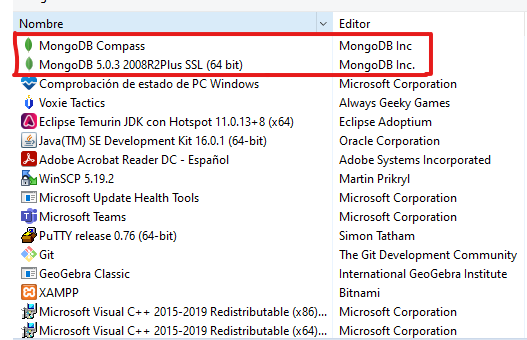 Nombre Editor
MongoDB Compass MongoDB Inc
MongoDB 5.0.3 2008R2Plus SSL (64 bit) MongoDB Inc.
Comprobación de estado de PC Windows Microsoft Corporation
Voxie Tactics Always Geeky Games
Eclipse Temurin JDK con Hotspot 11.0.13+8 (x64) Eclipse Adoptium
Java(TM) SE Development Kit 16.0.1 (64-bit) Oracle Corporation
Adobe Acrobat Reader DC - Español Adobe Systems Incorporated
WinSCP 5.19.2 Martin Prikryl
Microsoft Update Health Tools Microsoft Corporation
Microsoft Teams Microsoft Corporation
PuTTY release 0.76 (64-bit) Simon Tatham
Git The Git Development Community
GeoGebra Classic International GeoGebra Institute
XAMPP Bitnami
Microsoft Visual C++ 2015-2019 Redistributable (x86)... Microsoft Corporation
Microsoft Visual C++ 2015-2019 Redistributable (x64)... Microsoft Corporation